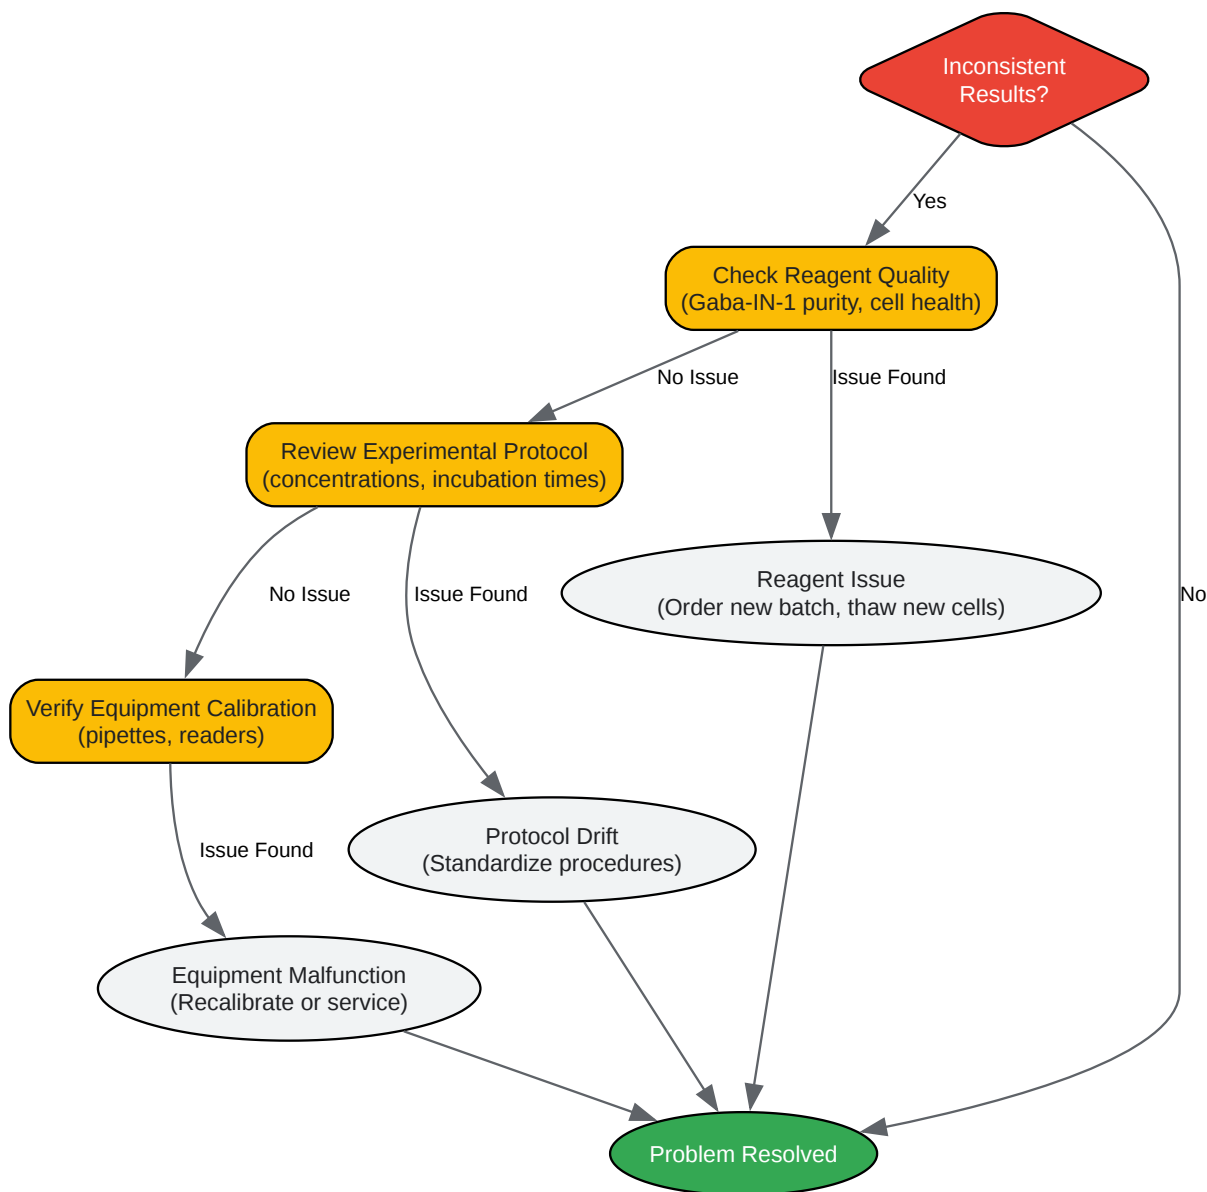 Inconsistent
Results?
Yes
Check Reagent Quality
(Gaba-IN-1 purity, cell health)
No Issue
Issue Found
Review Experimental Protocol
(concentrations, incubation times)
Reagent Issue
(Order new batch, thaw new cells)
No Issue
Issue Found
No
Verify Equipment Calibration
(pipettes, readers)
Protocol Drift
(Standardize procedures)
Issue Found
Equipment Malfunction
(Recalibrate or service)
Problem Resolved